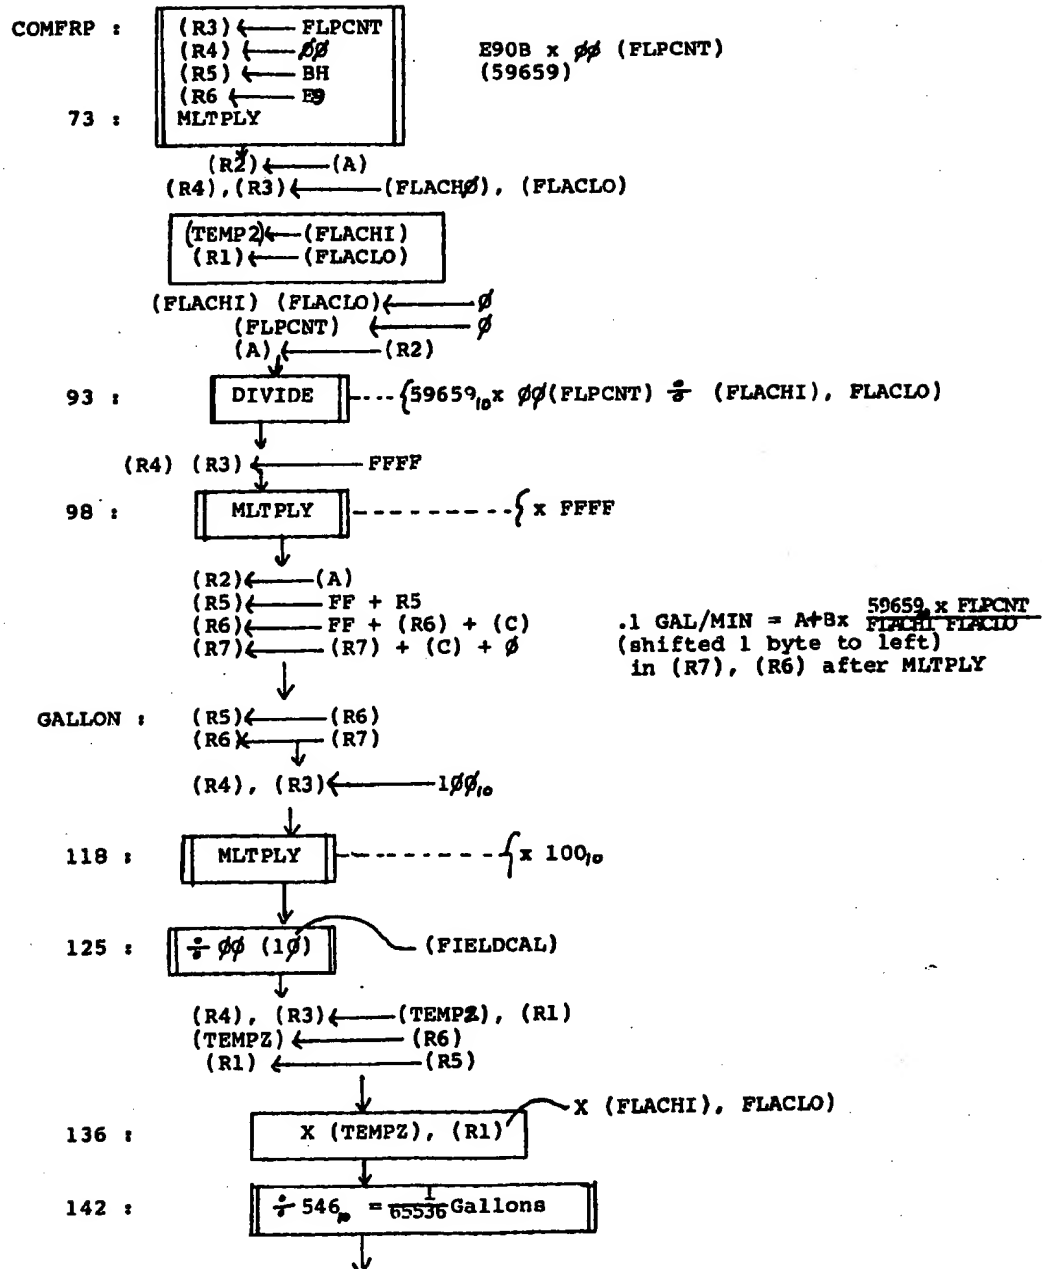 COMFRP : (R3) ← FLPCNT
(R4) ← ØØ E90B x ØØ (FLPCNT)
(R5) ← BH (59659)
(R6 ← E9
73 : MLTPLY
(R2) ← (A)
(R4),(R3) ← (FLACHØ), (FLACLO)
(TEMP2) ← (FLACHI)
(R1) ← (FLACLO)
(FLACHI) (FLACLO) ← Ø
(FLPCNT) ← Ø
(A) ← (R2)
93 : DIVIDE ----{59659₁₀x ØØ(FLPCNT) ÷ (FLACHI), FLACLO)
(R4) (R3) ← FFFF
98 : MLTPLY ----------{ x FFFF
(R2) ← (A)
(R5) ← FF + R5
(R6) ← FF + (R6) + (C) .1 GAL/MIN = A+Bx 59659 x FLPCNT / FLACHI FLACLO
(R7) ← (R7) + (C) + Ø (shifted 1 byte to left)
in (R7), (R6) after MLTPLY
GALLON : (R5) ← (R6)
(R6) ← (R7)
(R4), (R3) ← 1ØØ₁₀
118 : MLTPLY ----------{ x 100₁₀
125 : ÷ ØØ (1Ø) (FIELDCAL)
(R4), (R3) ← (TEMP2), (R1)
(TEMPZ) ← (R6)
(R1) ← (R5)
X (FLACHI), FLACLO)
136 : X (TEMPZ), (R1)
142 : ÷ 546₁₀ = 1/65536 Gallons